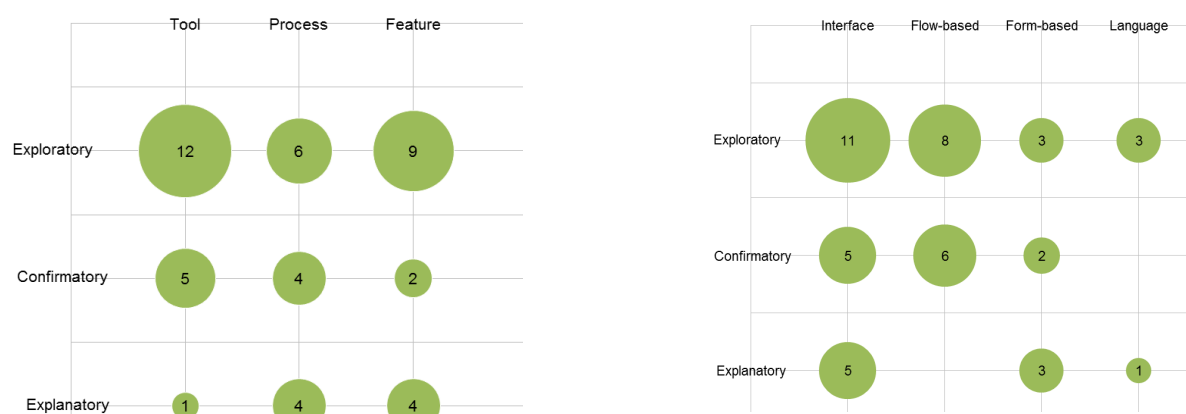 Tool Process Feature
Exploratory 12 6 9
Confirmatory 5 4 2
Explanatory 1 4 4
Interface Flow-based Form-based Language
Exploratory 11 8 3 3
Confirmatory 5 6 2
Explanatory 5 3 1